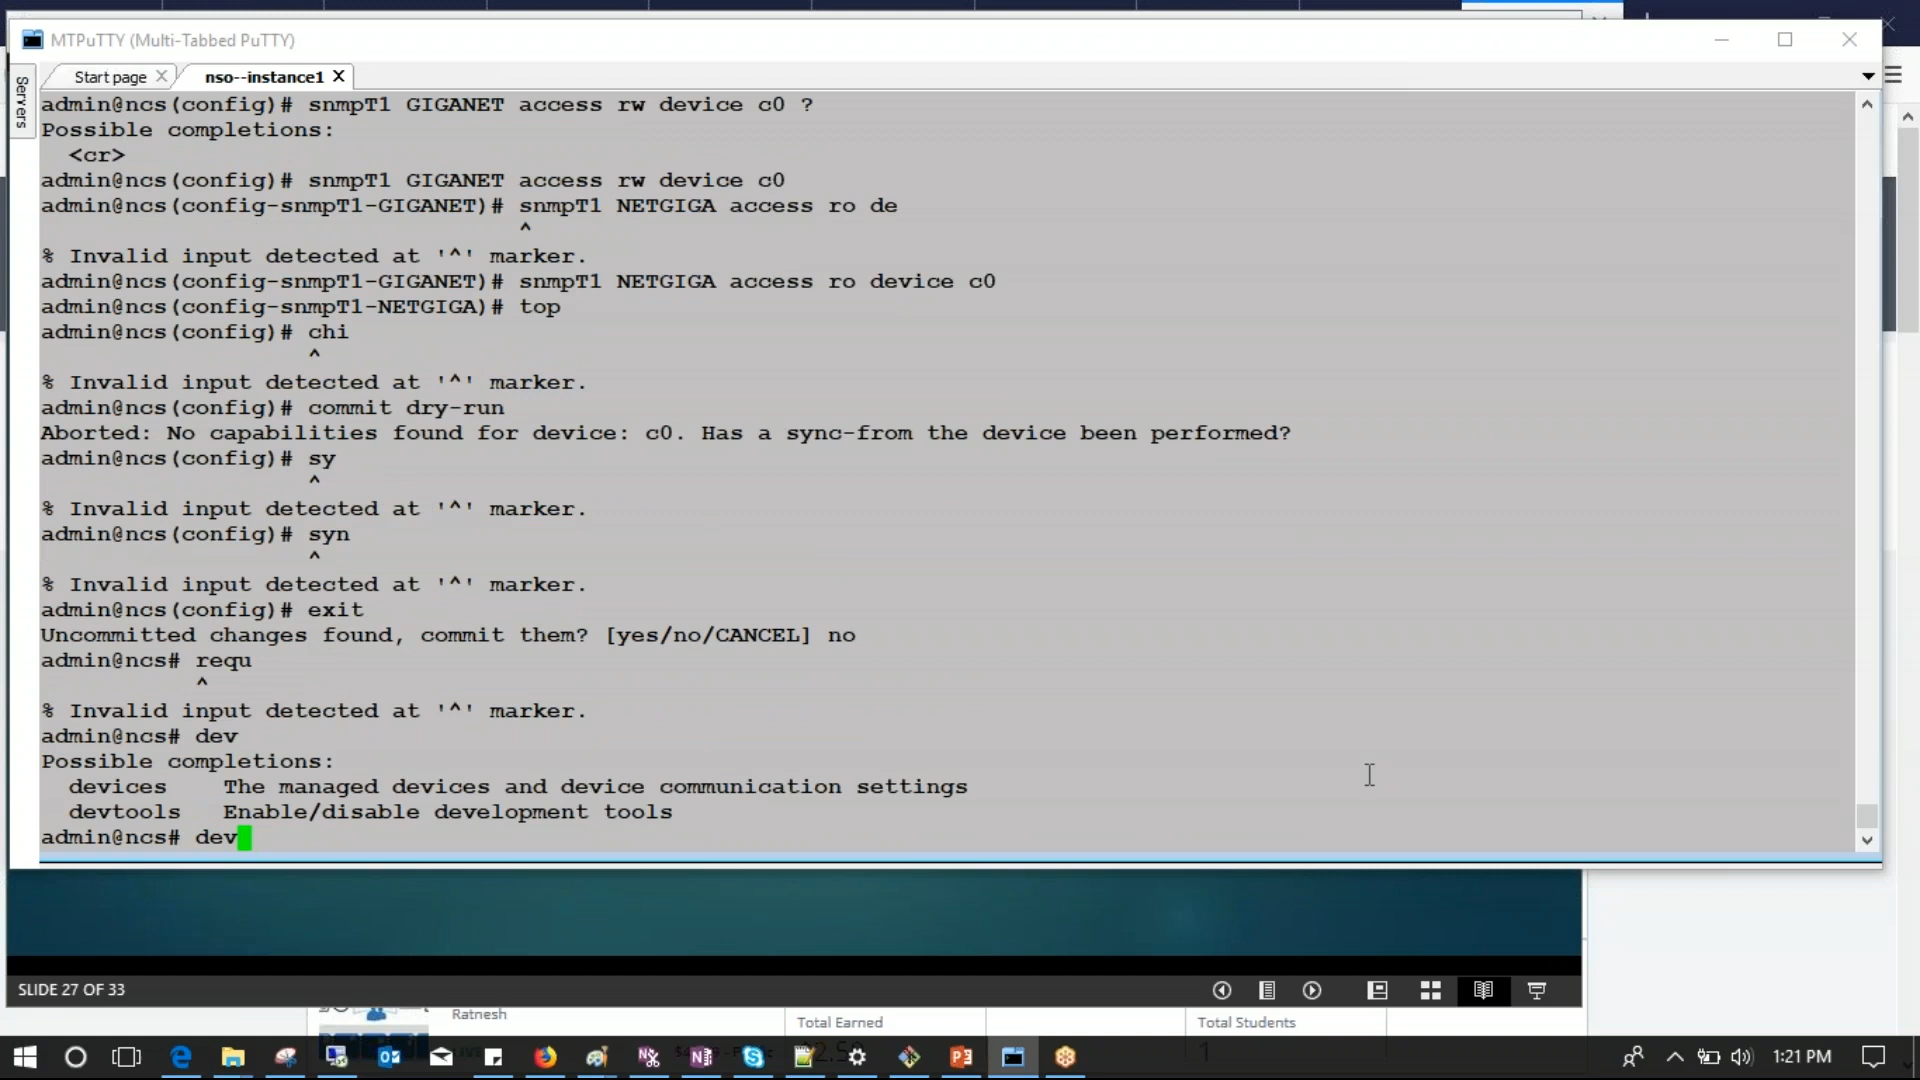 MTPuTTY (Multi-Tabbed PuTTY)
Servers
Start page
nso--instance1
admin@ncs(config)# snmpT1 GIGANET access rw device c0 ?
Possible completions:
<cr>
admin@ncs(config)# snmpT1 GIGANET access rw device c0
admin@ncs(config-snmpT1-GIGANET)# snmpT1 NETGIGA access ro de
^
% Invalid input detected at '^' marker.
admin@ncs(config-snmpT1-GIGANET)# snmpT1 NETGIGA access ro device c0
admin@ncs(config-snmpT1-NETGIGA)# top
admin@ncs(config)# chi
^
% Invalid input detected at '^' marker.
admin@ncs(config)# commit dry-run
Aborted: No capabilities found for device: c0. Has a sync-from the device been performed?
admin@ncs(config)# sy
^
% Invalid input detected at '^' marker.
admin@ncs(config)# syn
^
% Invalid input detected at '^' marker.
admin@ncs(config)# exit
Uncommitted changes found, commit them? [yes/no/CANCEL] no
admin@ncs# requ
^
% Invalid input detected at '^' marker.
admin@ncs# dev
Possible completions:
devices The managed devices and device communication settings
devtools Enable/disable development tools
admin@ncs# dev
SLIDE 27 OF 33
Ratnesh
Total Earned
Total Students
1
1:21 PM